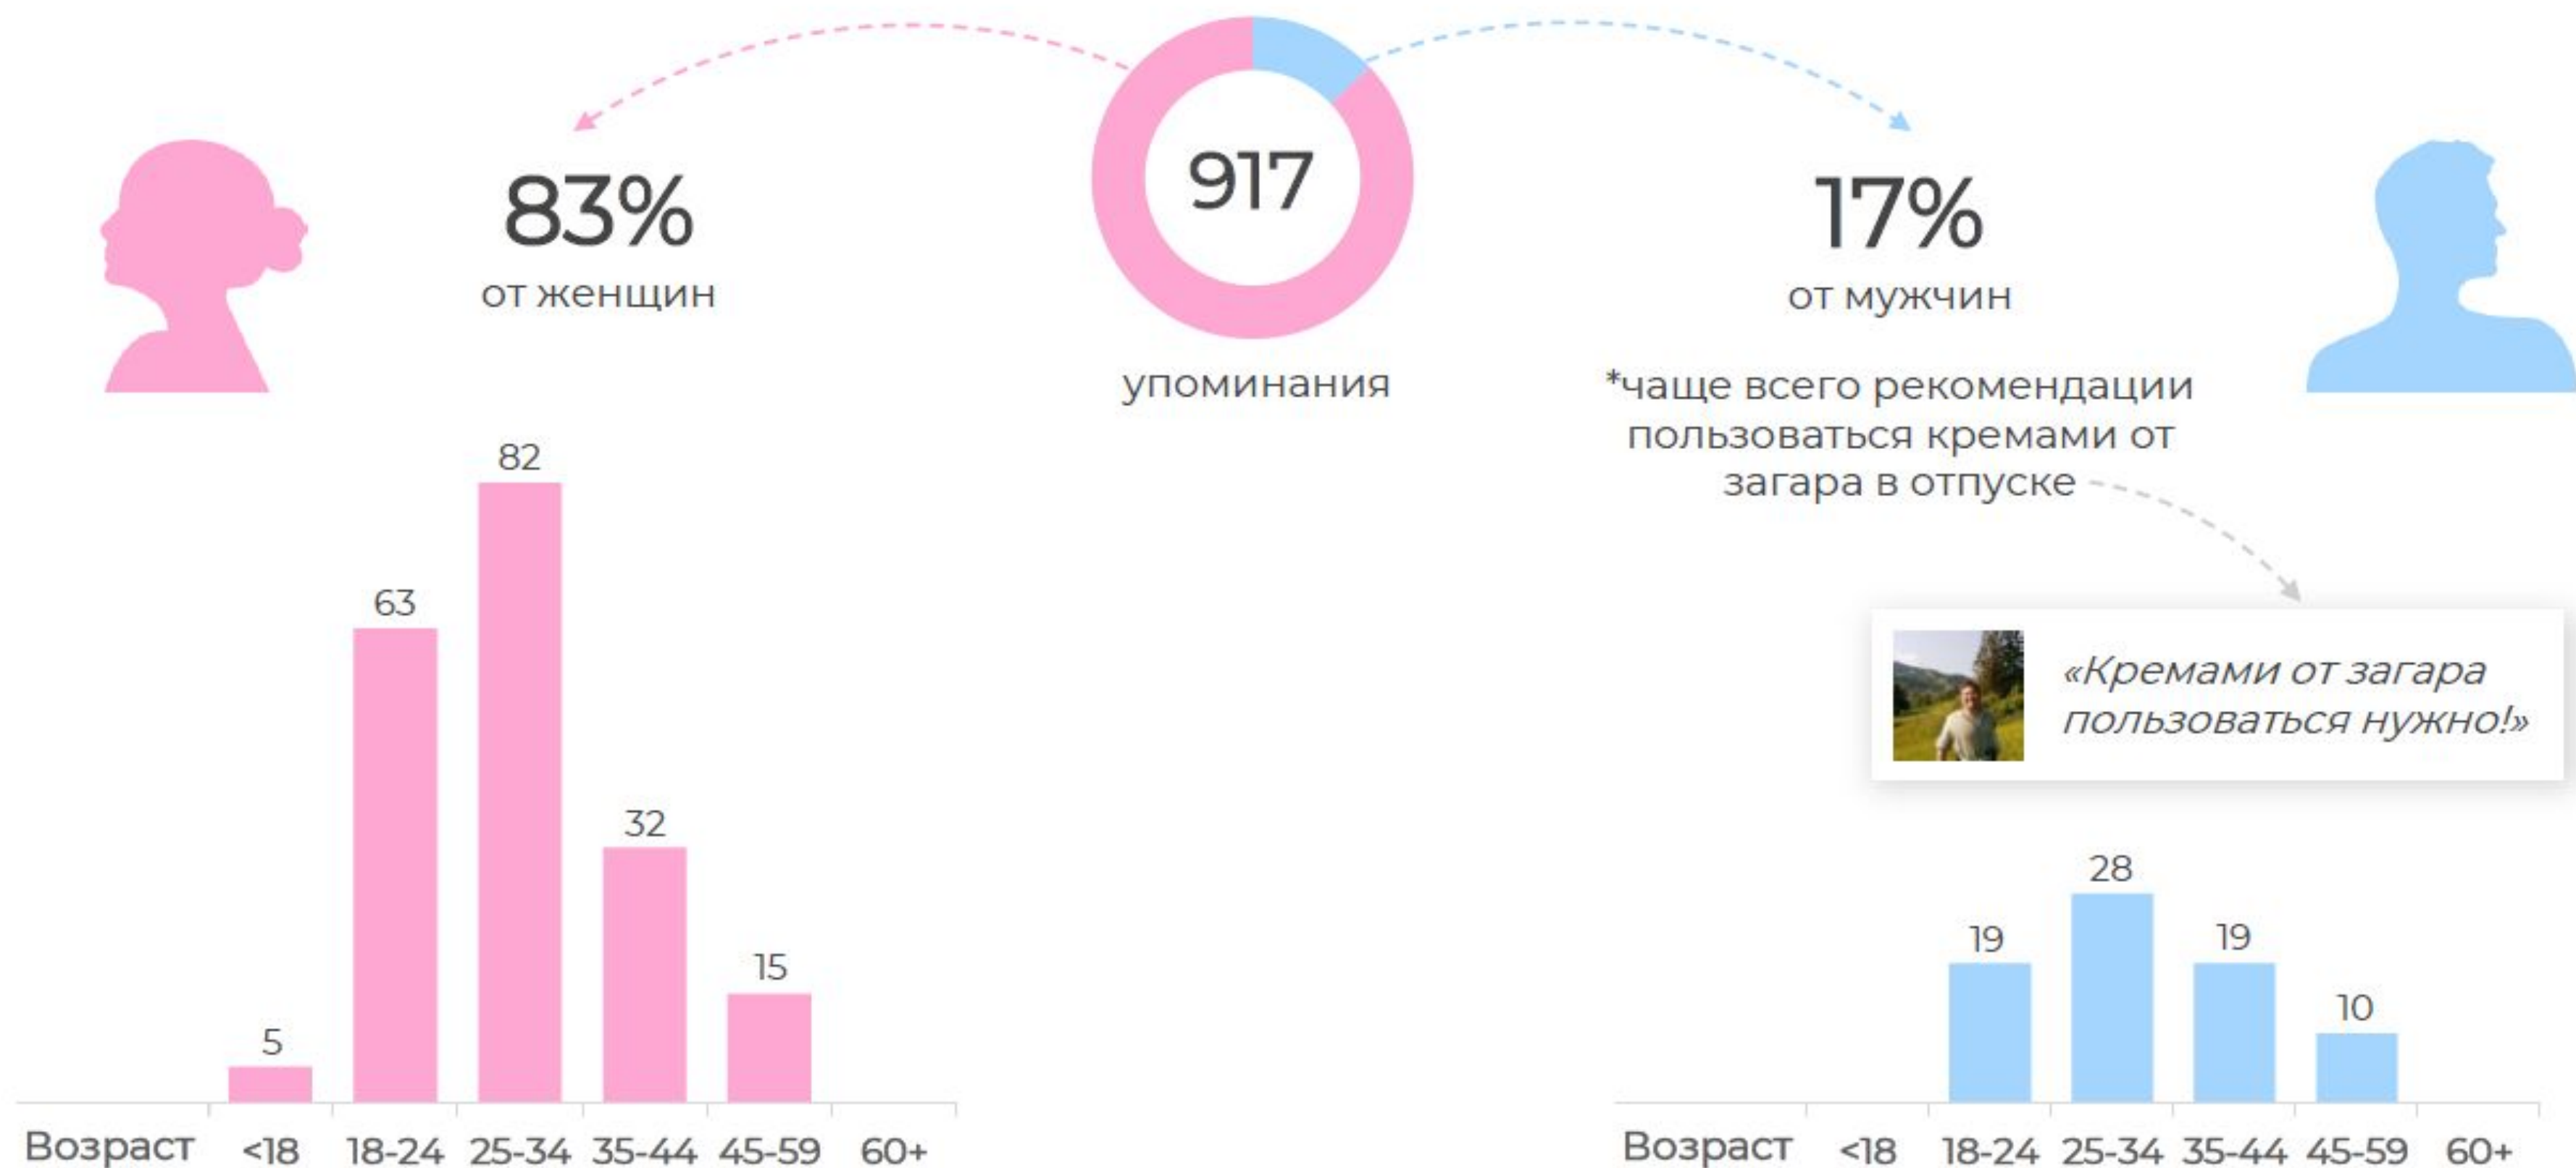 917
упоминания
83%
от женщин
17%
от мужчин
*чаще всего рекомендации
пользоваться кремами от
загара в отпуске
«Кремами от загара
пользоваться нужно!»
82
63
32
15
5
Возраст <18 18-24 25-34 35-44 45-59 60+
28
19 19
10
Возраст <18 18-24 25-34 35-44 45-59 60+